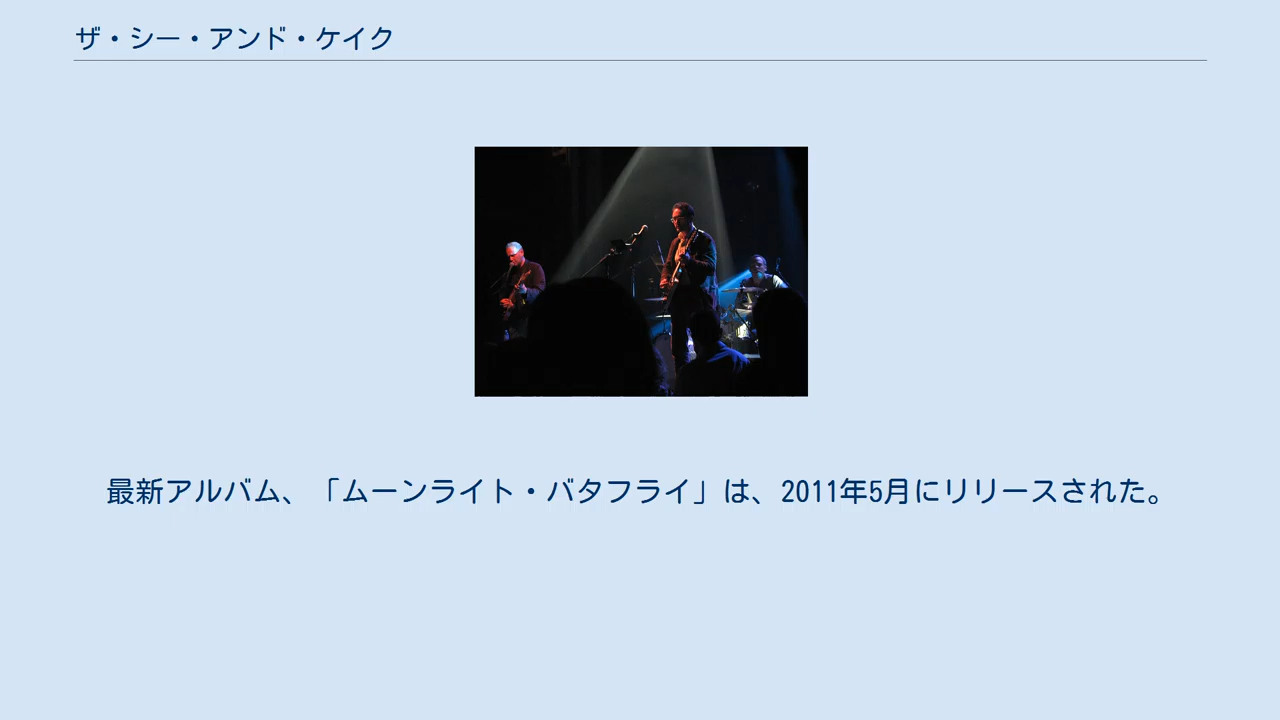 ザ・シー・アンド・ケイク
最新アルバム、「ムーンライト・バタフライ」は、2011年5月にリリースされた。